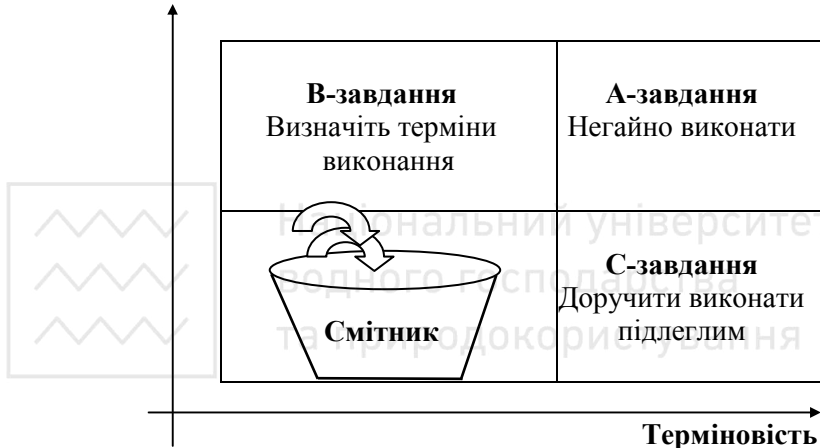 В-завдання
Визначіть терміни
виконання
А-завдання
Негайно виконати
Національний університет
водного господарства
та природокористування
Смітник
С-завдання
Доручити виконати
підлеглим
Терміновість